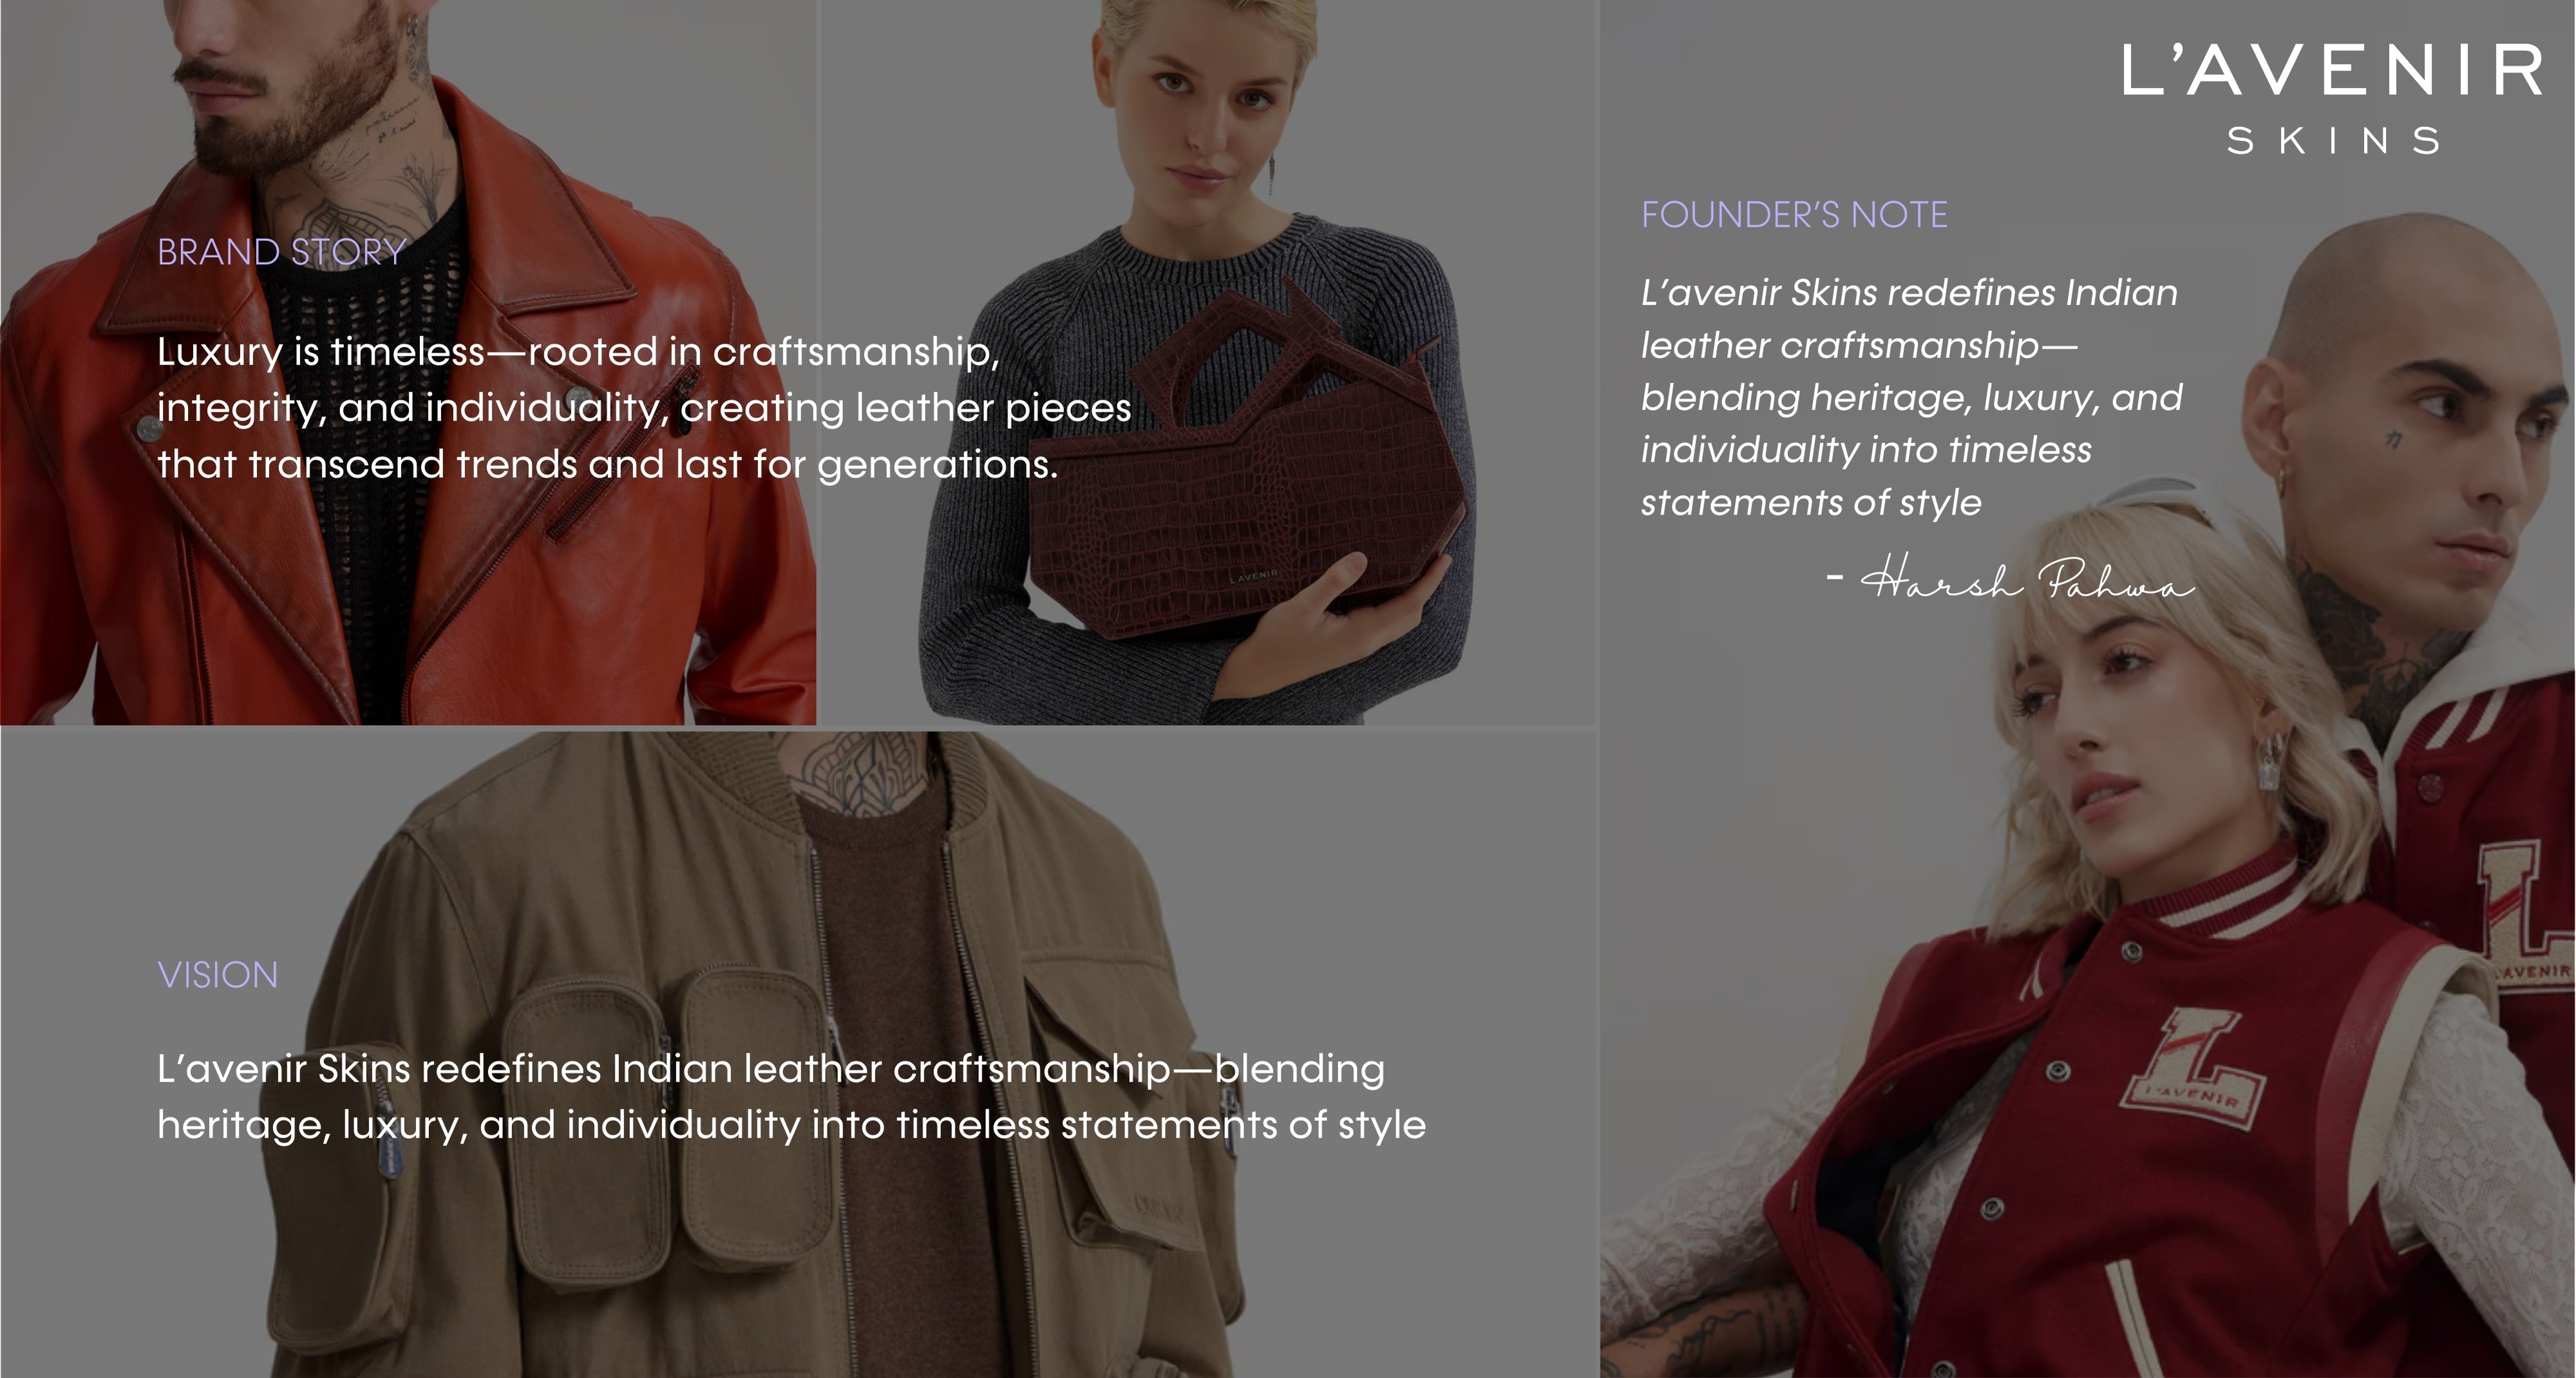 L'AVENIR
SKINS
BRAND STORY
Luxury is timeless—rooted in craftsmanship,
integrity, and individuality, creating leather pieces
that transcend trends and last for generations.
L'AVENIR
FOUNDER'S NOTE
L'avenir Skins redefines Indian
leather craftsmanship—
blending heritage, luxury, and
individuality into timeless
statements of style
- Harsh Pahwa
VISION
L'avenir Skins redefines Indian leather craftsmanship—blending
heritage, luxury, and individuality into timeless statements of style
L
L'AVENIR
L
L'AVENIR